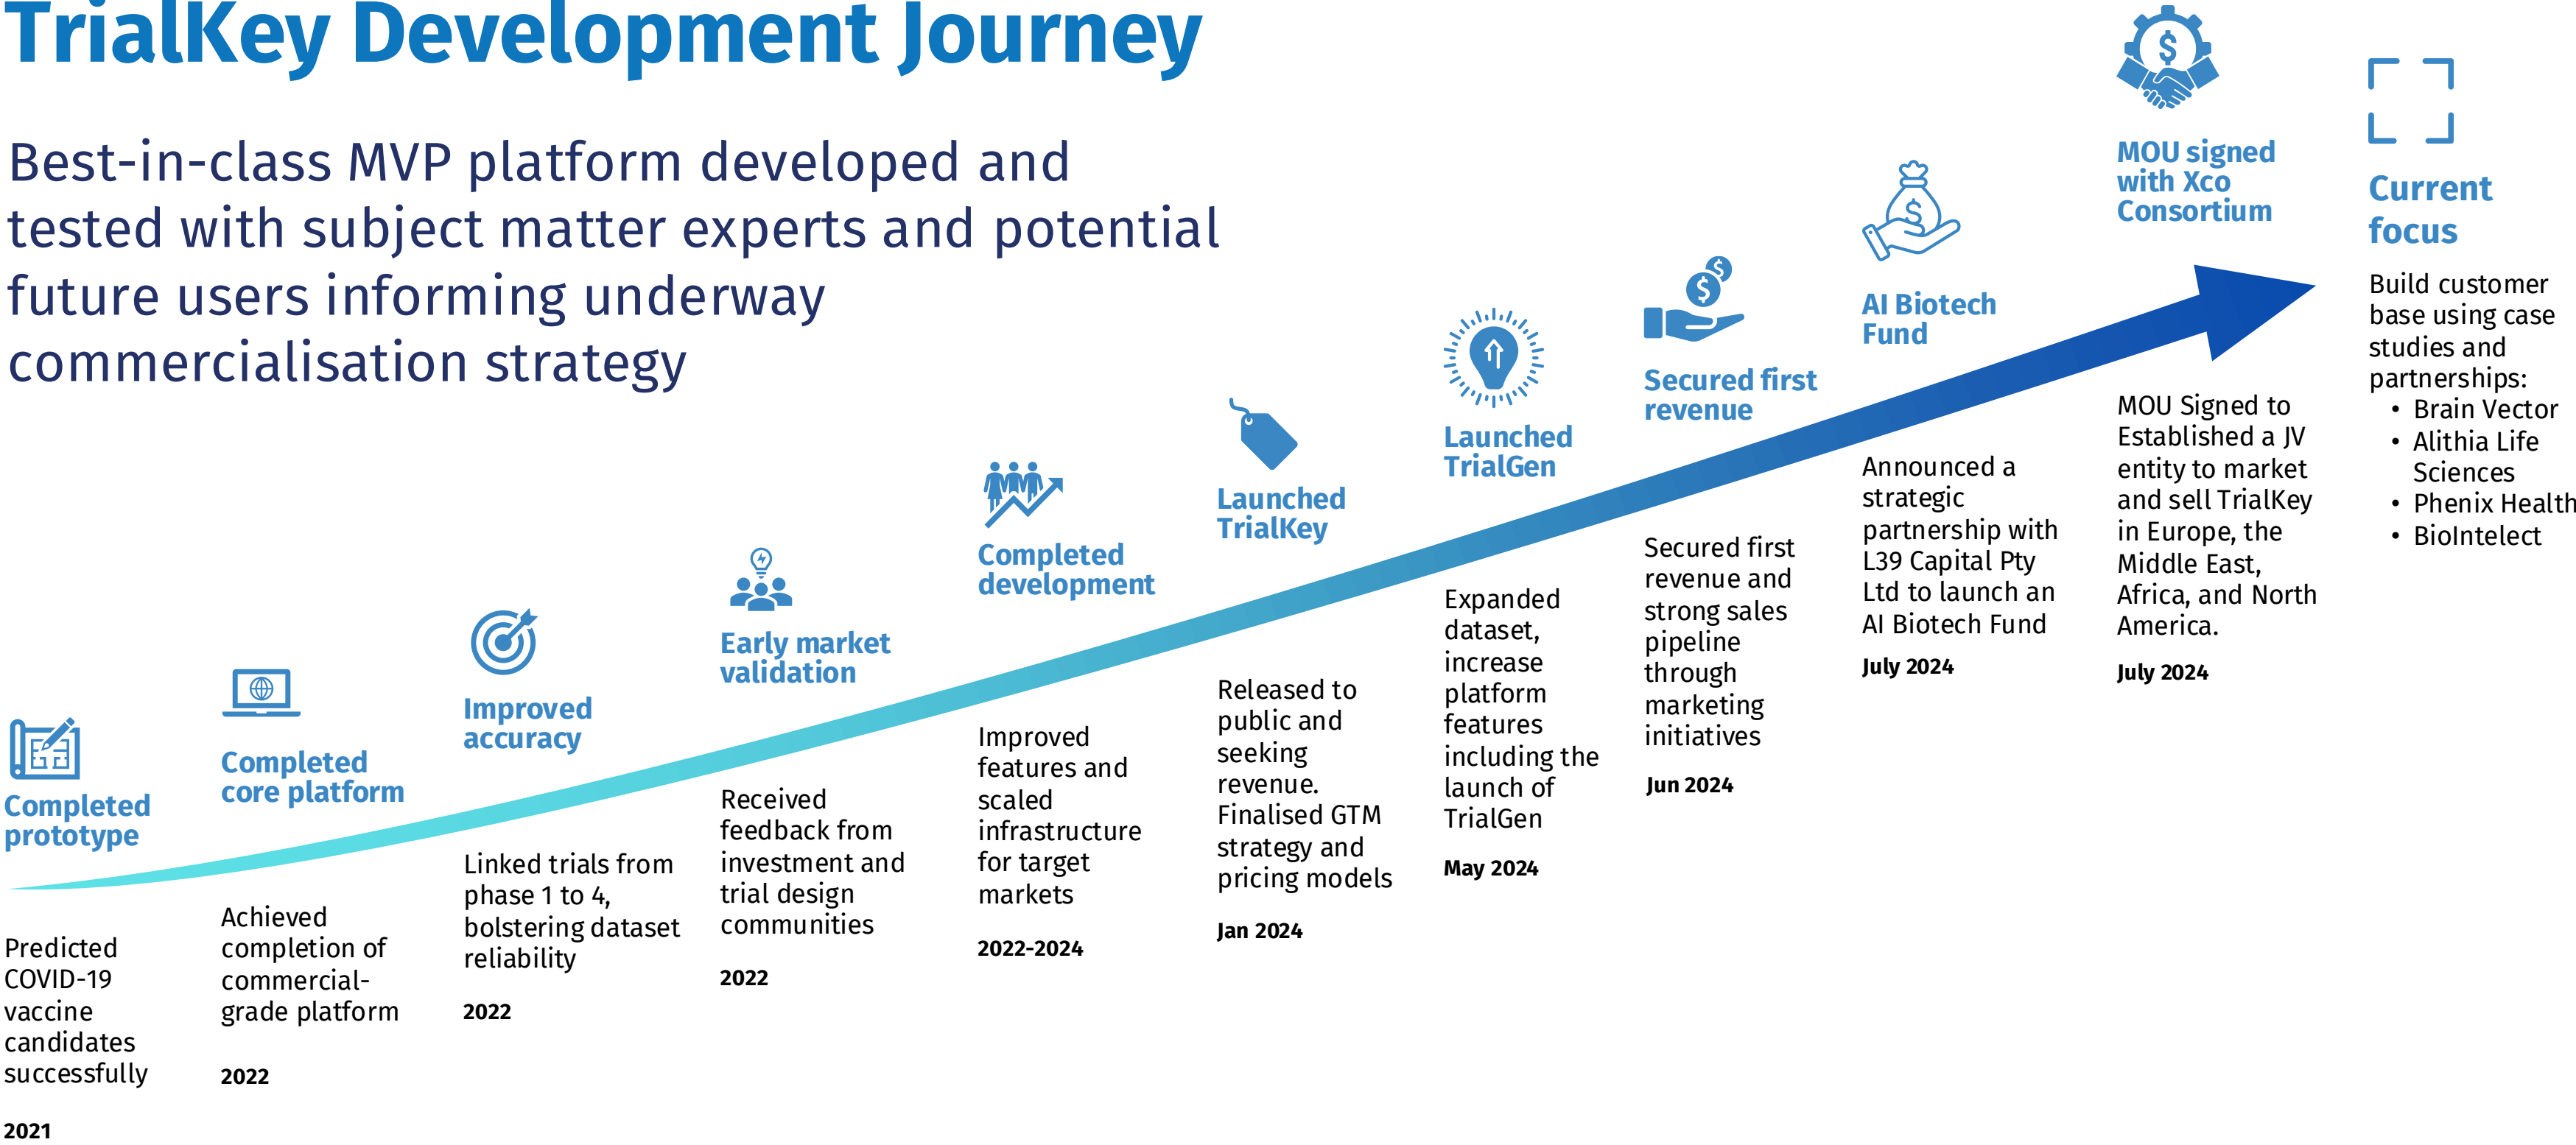 TrialKey Development Journey
Best-in-class MVP platform developed and
tested with subject matter experts and potential
future users informing underway
commercialisation strategy
Completed
prototype
Predicted
COVID-19
vaccine
candidates
successfully
2021
Completed
core platform
Achieved
completion of
commercial-
grade platform
2022
Improved
accuracy
Linked trials from
phase 1 to 4,
bolstering dataset
reliability
2022
Early market
validation
Received
feedback from
investment and
trial design
communities
2022
Completed
development
Improved
features and
scaled
infrastructure
for target
markets
2022-2024
Launched
TrialKey
Released to
public and
seeking
revenue.
Finalised GTM
strategy and
pricing models
Jan 2024
Launched
TrialGen
Expanded
dataset,
increase
platform
features
including the
launch of
TrialGen
May 2024
Secured first
revenue
Secured first
revenue and
strong sales
pipeline
through
marketing
initiatives
Jun 2024
AI Biotech
Fund
Announced a
strategic
partnership with
L39 Capital Pty
Ltd to launch an
AI Biotech Fund
July 2024
MOU signed
with Xco
Consortium
MOU Signed to
Established a JV
entity to market
and sell TrialKey
in Europe, the
Middle East,
Africa, and North
America.
July 2024
Current
focus
Build customer
base using case
studies and
partnerships:
• Brain Vector
• Alithia Life
Sciences
• Phenix Health
• BioIntelect